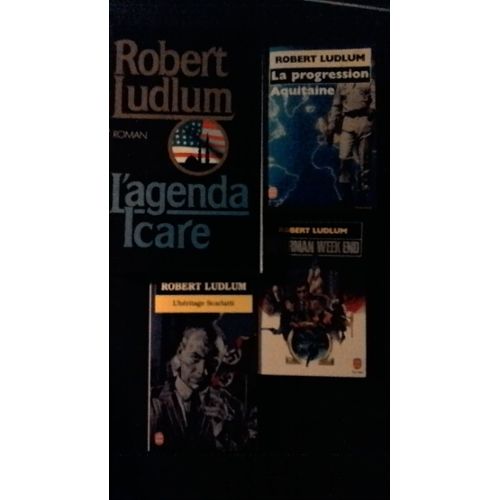 Robert
Ludlum
ROMAN
L'agenda
Icare
ROBERT LUDLUM
La progression
Aquitaine
ROBERT LUDLUM
RMAN WEEK END
ROBERT LUDLUM
L'héritage Scarlatti